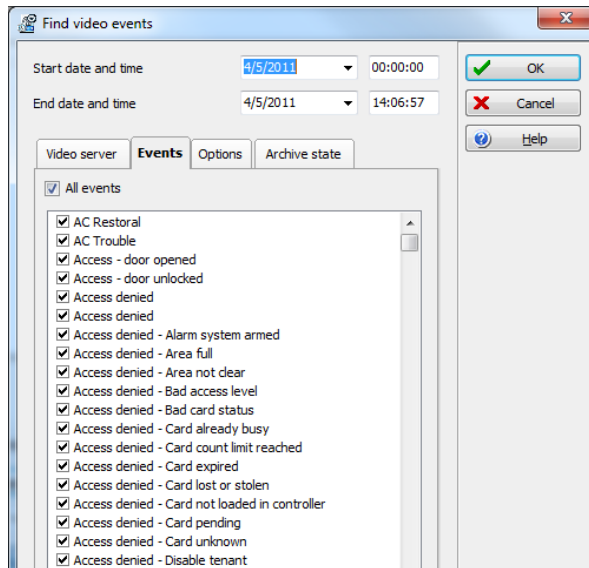 Find video events
Start date and time 4/5/2011 00:00:00 OK
End date and time 4/5/2011 14:06:57 Cancel
Help
Video server Events Options Archive state
All events
AC Restoral
AC Trouble
Access - door opened
Access - door unlocked
Access denied
Access denied
Access denied - Alarm system armed
Access denied - Area full
Access denied - Area not clear
Access denied - Bad access level
Access denied - Bad card status
Access denied - Card already busy
Access denied - Card count limit reached
Access denied - Card expired
Access denied - Card lost or stolen
Access denied - Card not loaded in controller
Access denied - Card pending
Access denied - Card unknown
Access denied - Disable tenant